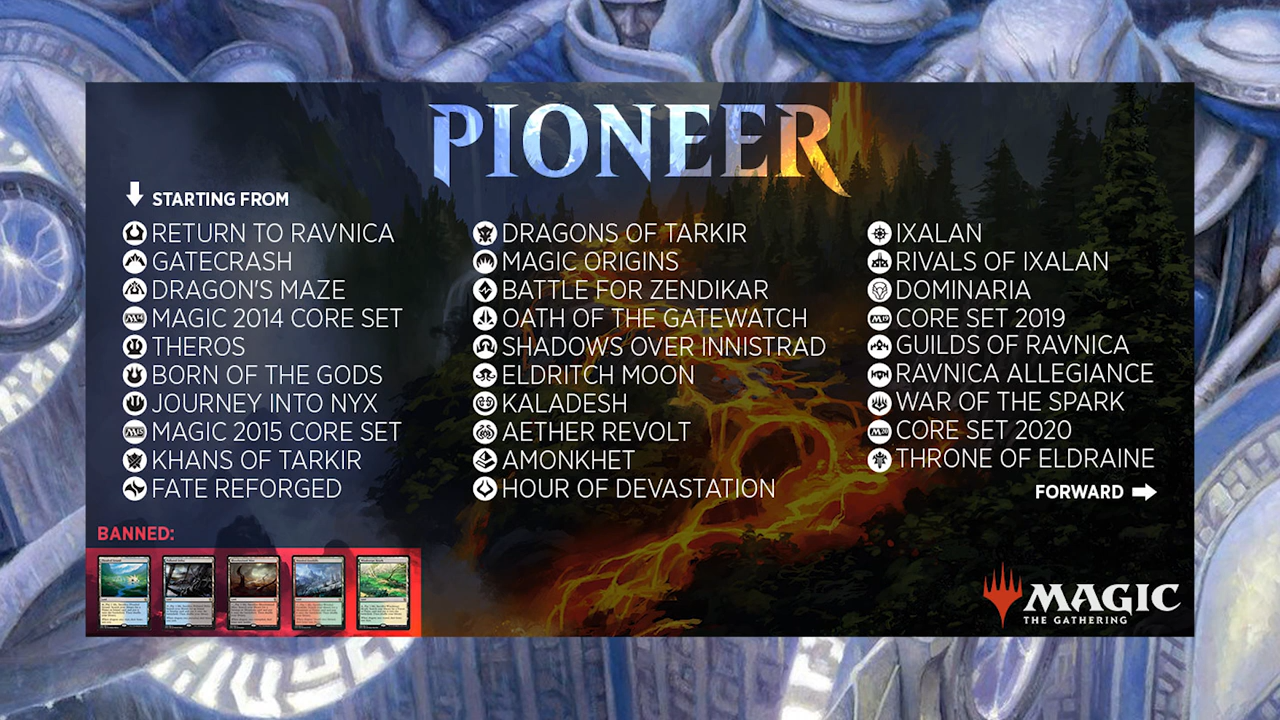 PIONEER
STARTING FROM
RETURN TO RAVNICA
GATECRASH
DRAGON'S MAZE
MAGIC 2014 CORE SET
THEROS
BORN OF THE GODS
JOURNEY INTO NYX
MAGIC 2015 CORE SET
KHANS OF TARKIR
FATE REFORGED
DRAGONS OF TARKIR
MAGIC ORIGINS
BATTLE FOR ZENDIKAR
OATH OF THE GATEWATCH
SHADOWS OVER INNISTRAD
ELDRITCH MOON
KALADESH
AETHER REVOLT
AMONKHET
HOUR OF DEVASTATION
IXALAN
RIVALS OF IXALAN
DOMINARIA
CORE SET 2019
GUILDS OF RAVNICA
RAVNICA ALLEGIANCE
WAR OF THE SPARK
CORE SET 2020
THRONE OF ELDRAINE
FORWARD
BANNED:
MAGIC
THE GATHERING